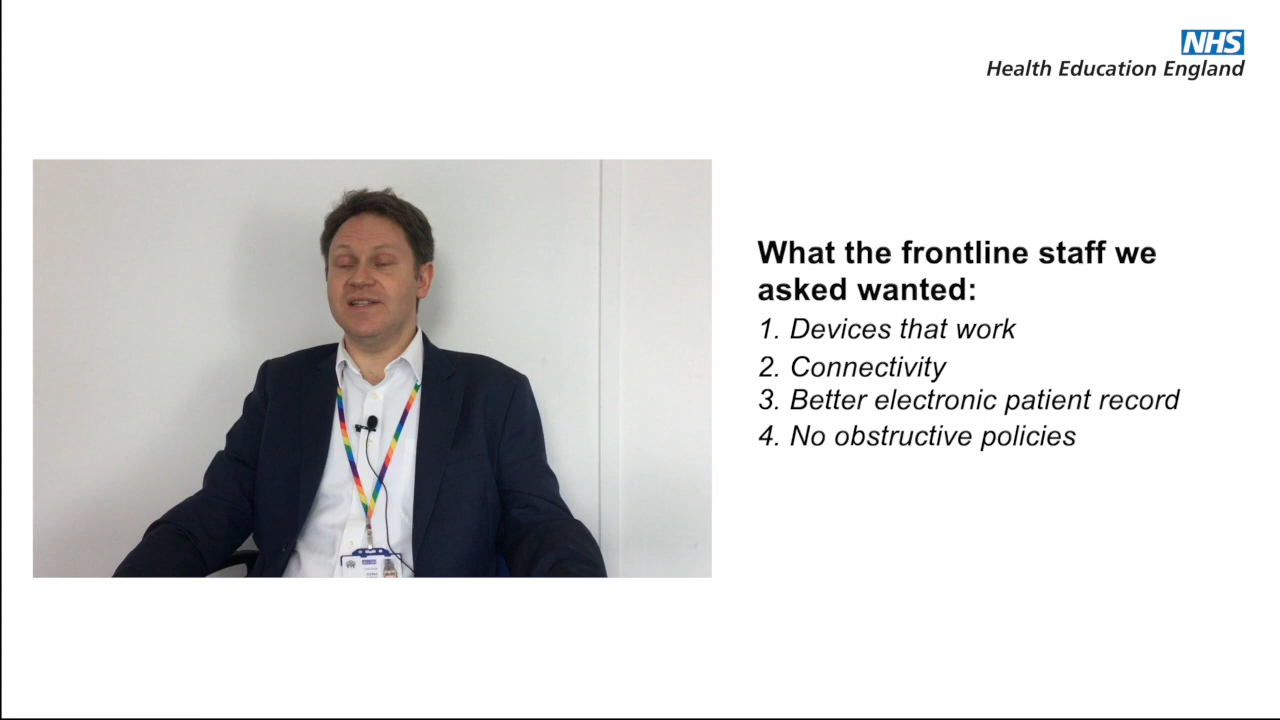 NHS
Health Education England
What the frontline staff we
asked wanted:
1. Devices that work
2. Connectivity
3. Better electronic patient record
4. No obstructive policies